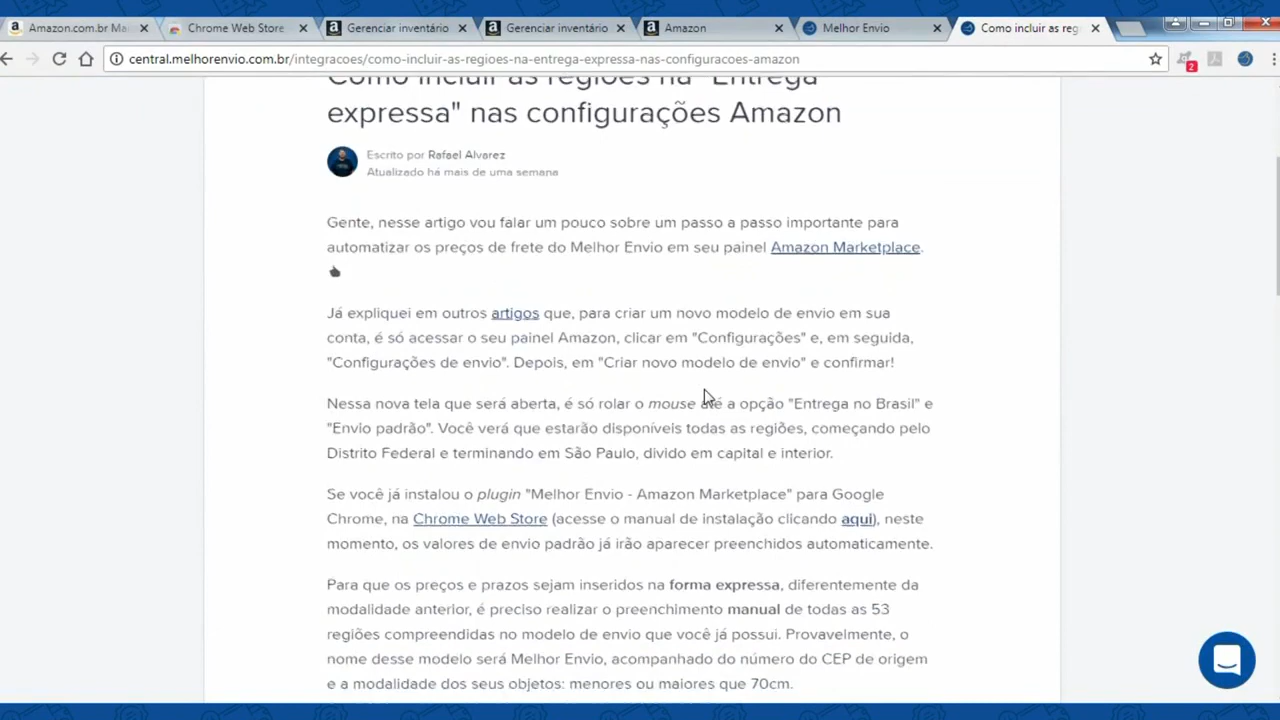 Amazon.com.br Ma
Chrome Web Store
Gerenciar inventário
Gerenciar inventário
Amazon
Melhor Envio
Como incluir as reg
central.melhorenvio.com.br/integracoes/como-incluir-as-regioes-na-entrega-expressa-nas-configuracoes-amazon
2
Como incluir as regiões na "Entrega
expressa" nas configurações Amazon
Escrito por Rafael Alvarez
Atualizado há mais de uma semana
Gente, nesse artigo vou falar um pouco sobre um passo a passo importante para
automatizar os preços de frete do Melhor Envio em seu painel Amazon Marketplace.
Já expliquei em outros artigos que, para criar um novo modelo de envio em sua
conta, é só acessar o seu painel Amazon, clicar em "Configurações" e, em seguida,
"Configurações de envio". Depois, em "Criar novo modelo de envio" e confirmar!
Nessa nova tela que será aberta, é só rolar o mouse até a opção "Entrega no Brasil" e
"Envio padrão". Você verá que estarão disponíveis todas as regiões, começando pelo
Distrito Federal e terminando em São Paulo, divido em capital e interior.
Se você já instalou o plugin "Melhor Envio - Amazon Marketplace" para Google
Chrome, na Chrome Web Store (acesse o manual de instalação clicando aqui), neste
momento, os valores de envio padrão já irão aparecer preenchidos automaticamente.
Para que os preços e prazos sejam inseridos na forma expressa, diferentemente da
modalidade anterior, é preciso realizar o preenchimento manual de todas as 53
regiões compreendidas no modelo de envio que você já possui. Provavelmente, o
nome desse modelo será Melhor Envio, acompanhado do número do CEP de origem
e a modalidade dos seus objetos: menores ou maiores que 70cm.